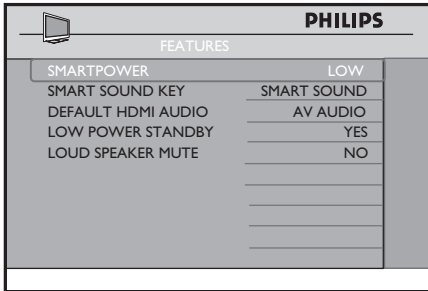 PHILIPS
FEATURES
SMARTPOWER LOW
SMART SOUND KEY SMART SOUND
DEFAULT HDMI AUDIO AV AUDIO
LOW POWER STANDBY YES
LOUD SPEAKER MUTE NO